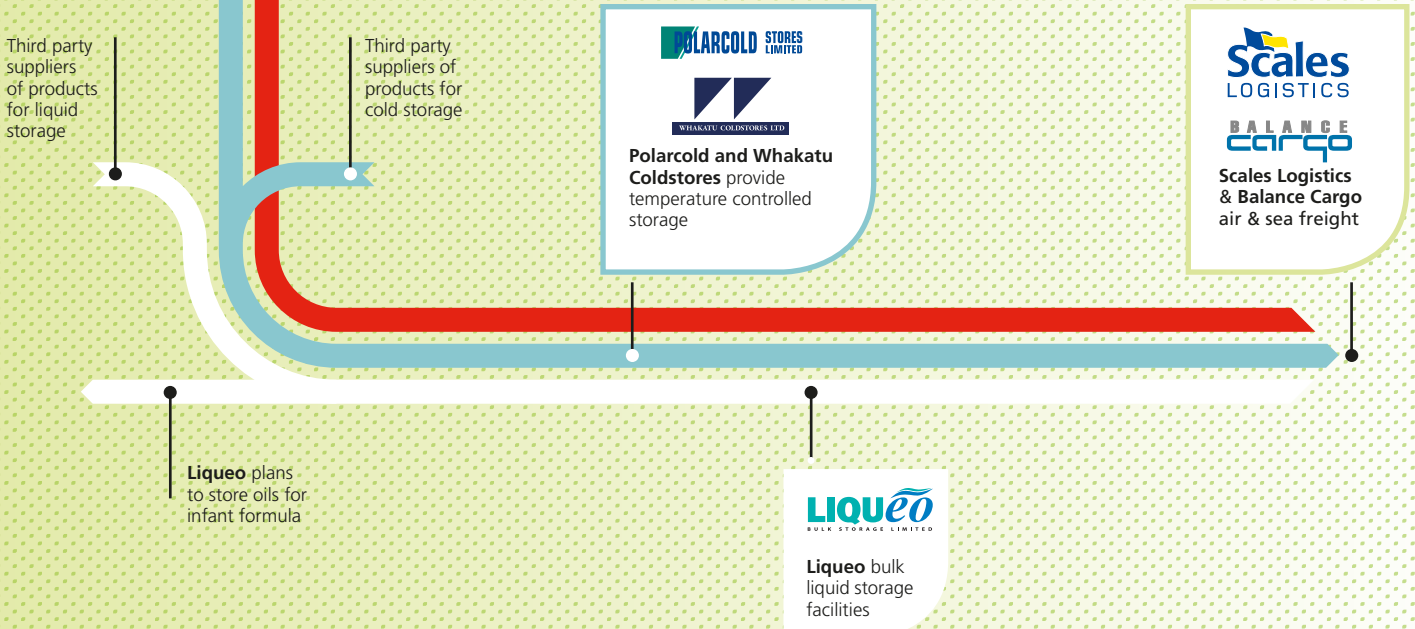 Third party
suppliers
of products
for liquid
storage
Third party
suppliers of
products for
cold storage
POLARCOLD STORES
LIMITED
WHAKATU COLDSTORES LTD
Polarcold and Whakatu
Coldstores provide
temperature controlled
storage
Scales
LOGISTICS
BALANCE
cargo
Scales Logistics
& Balance Cargo
air & sea freight
Liqueo plans
to store oils for
infant formula
LIQUeo
BULK STORAGE LIMITED
Liqueo bulk
liquid storage
facilities